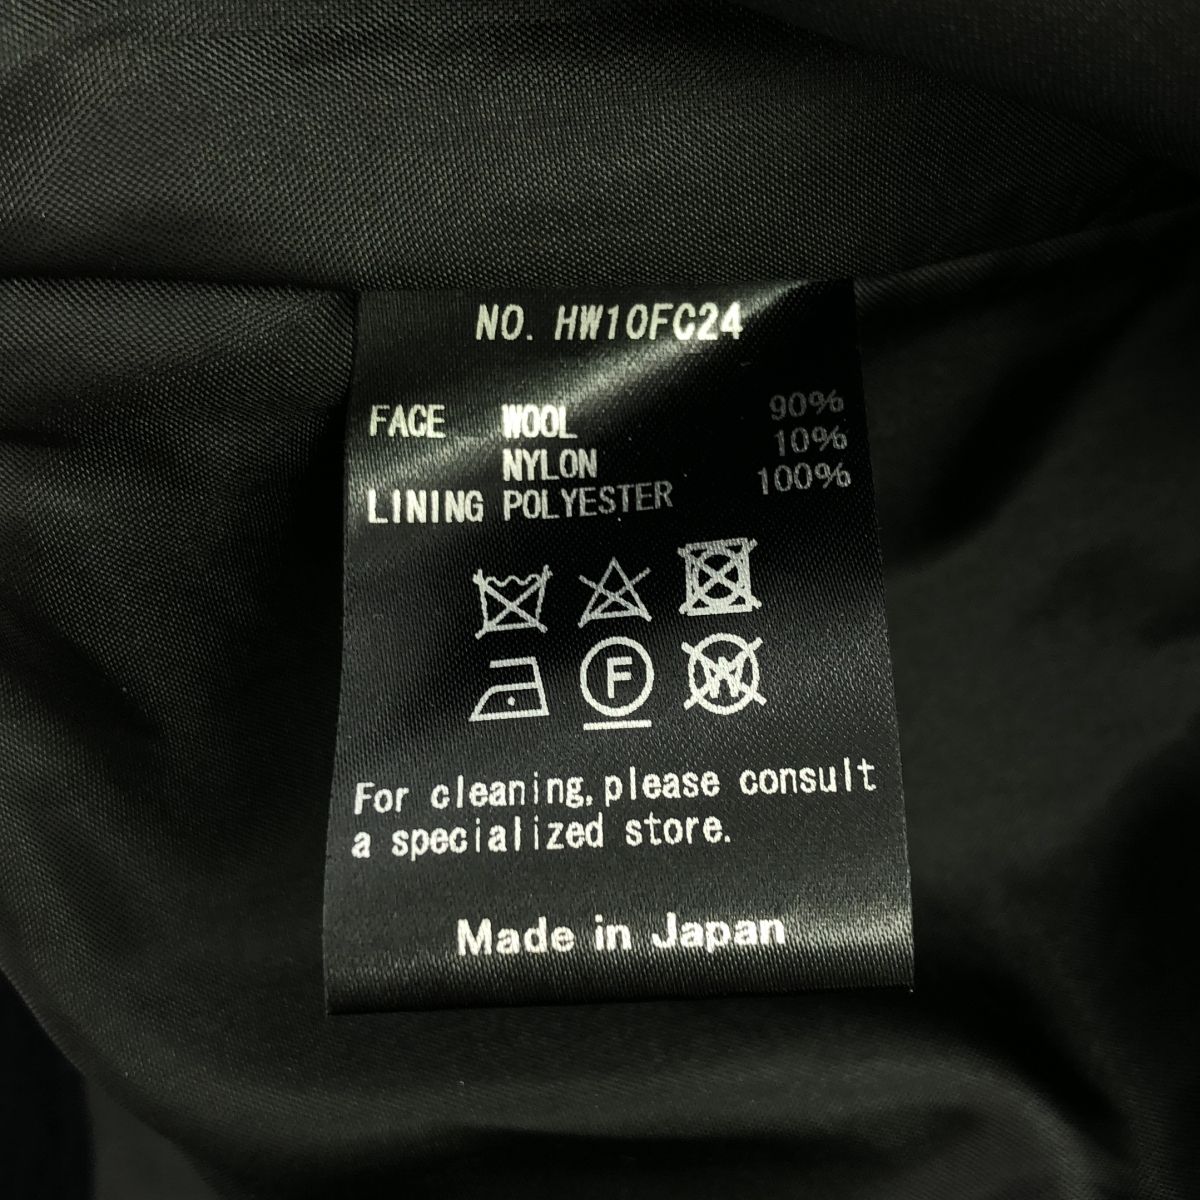 NO. HW10FC24
FACE WOOL 90%
NYLON 10%
LINING POLYESTER 100%
F W
For cleaning, please consult
a specialized store.
Made in Japan